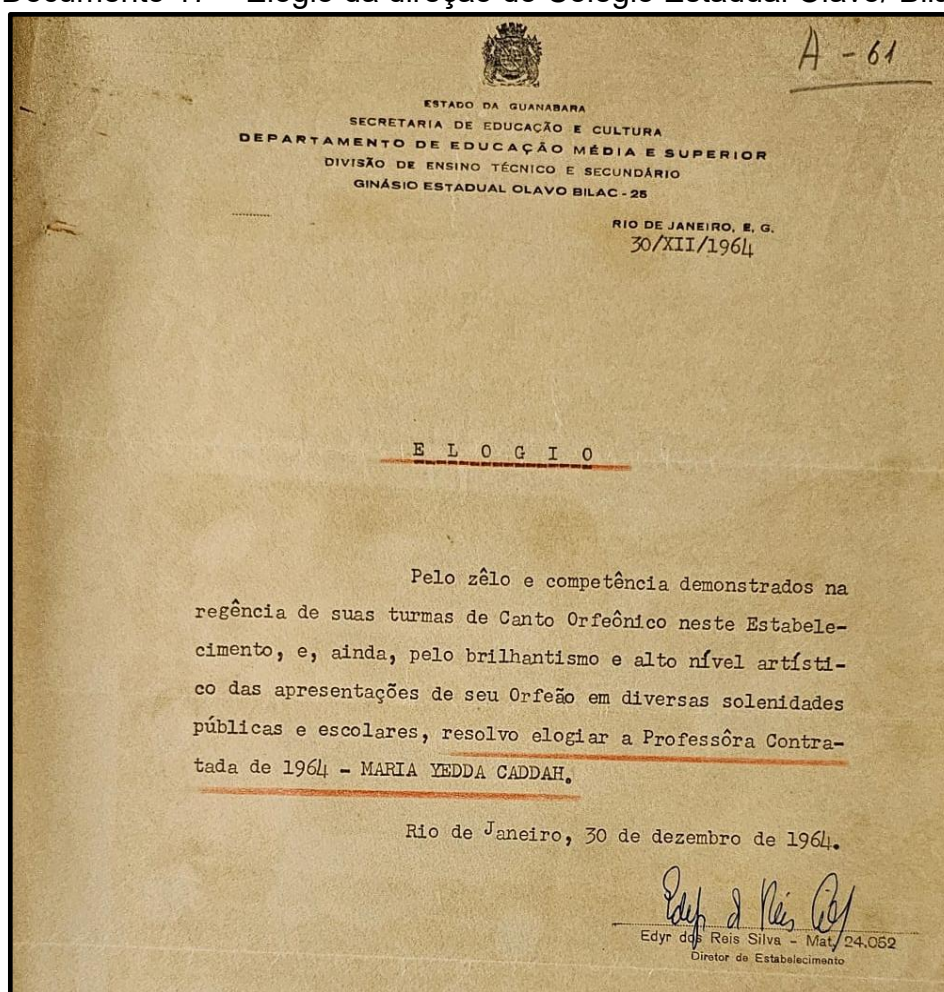 Elogio da direção do Colégio Estadual Olavo
A - 61
ESTADO DA GUANABARA
SECRETARIA DE EDUCAÇÃO E CULTURA
DEPARTAMENTO DE EDUCAÇÃO MÉDIA E SUPERIOR
DIVISÃO DE ENSINO TÉCNICO E SECUNDÁRIO
GINÁSIO ESTADUAL OLAVO BILAC - 25
RIO DE JANEIRO, E. G.
30/XII/1964
E L O G I O
Pelo zêlo e competência demonstrados na
regência de suas turmas de Canto Orfeônico neste Estabele-
cimento, e, ainda, pelo brilhantismo e alto nível artísti-
co das apresentações de seu Orfeão em diversas solenidades
públicas e escolares, resolvo elogiar a Professôra Contra-
tada de 1964 - MARIA YEDDA CADDAH.
Rio de Janeiro, 30 de dezembro de 1964.
Edyr dos Reis Silva - Mat. 24.052
Diretor de Estabelecimento